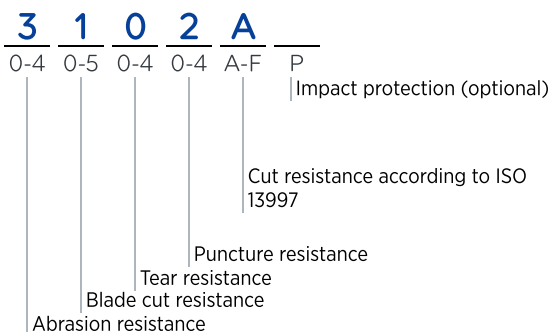 3 1 0 2 A
0-4 0-5 0-4 0-4 A-F P
Impact protection (optional)
Cut resistance according to ISO
13997
Puncture resistance
Tear resistance
Blade cut resistance
Abrasion resistance